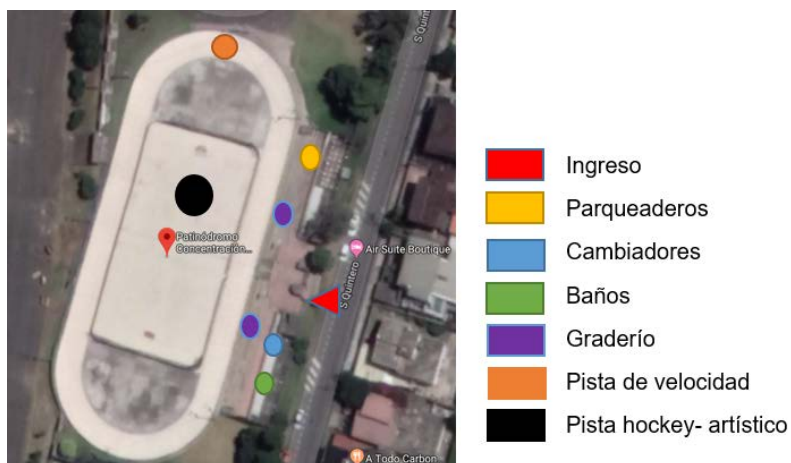 S Quintero
Patinódromo
Concentración...
Air Suite Boutique
S Quintero
A Todo Carbon
Ingreso
Parqueaderos
Cambiadores
Baños
Graderío
Pista de velocidad
Pista hockey- artístico